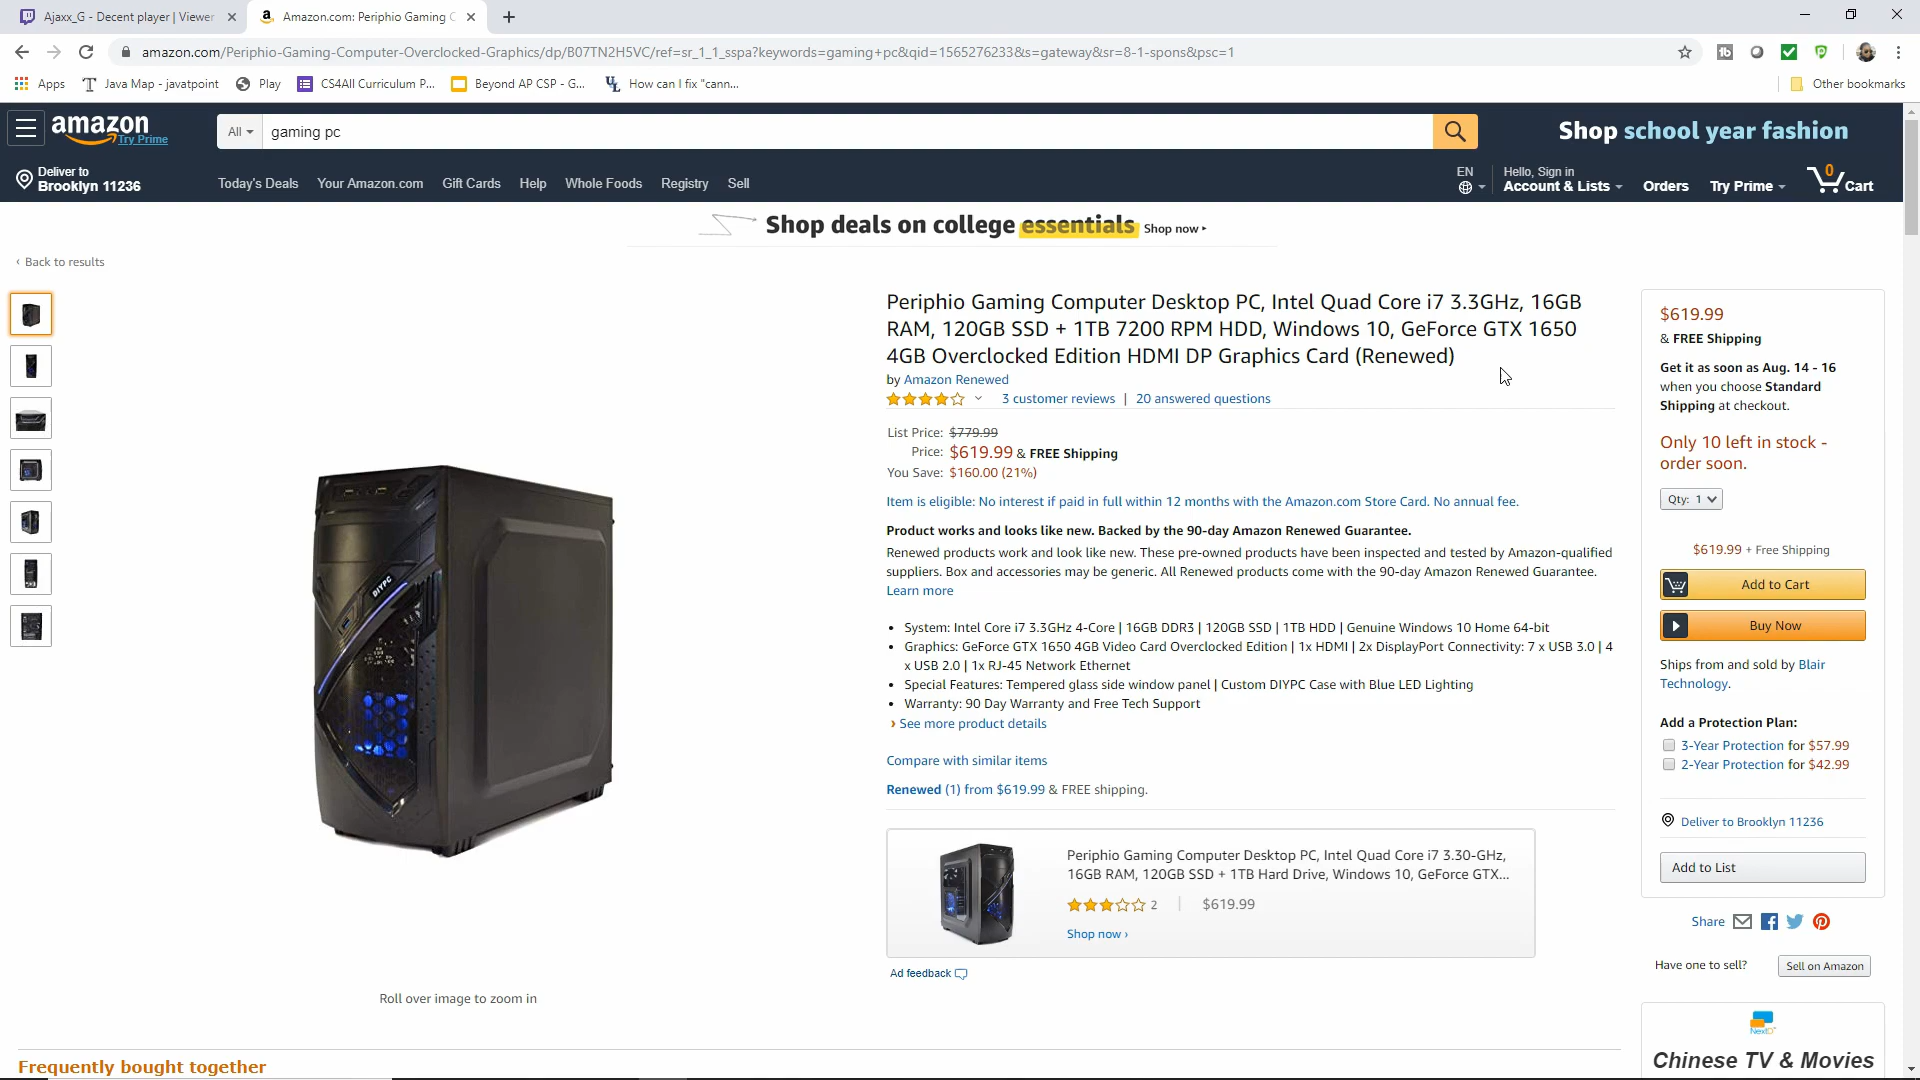 Ajaxx_G - Decent player | Viewer
Amazon.com: Periphio Gaming C
amazon.com/Periphio-Gaming-Computer-Overclocked-Graphics/dp/B07TN2H5VC/ref=sr_1_1_sspa?keywords=gaming+pc&qid=1565276233&s=gateway&sr=8-1-spons&psc=1
Apps
Java Map - javatpoint
Play
CS4All Curriculum P...
Beyond AP CSP - G...
How can I fix "cann...
Other bookmarks
amazon
Try Prime
All
gaming pc
Shop school year fashion
Deliver to
Brooklyn 11236
Today's Deals
Your Amazon.com
Gift Cards
Help
Whole Foods
Registry
Sell
EN
Hello, Sign in
Account & Lists
Orders
Try Prime
0
Cart
Shop deals on college essentials Shop now ▸
‹ Back to results
DIYPC
Roll over image to zoom in
Periphio Gaming Computer Desktop PC, Intel Quad Core i7 3.3GHz, 16GB
RAM, 120GB SSD + 1TB 7200 RPM HDD, Windows 10, GeForce GTX 1650
4GB Overclocked Edition HDMI DP Graphics Card (Renewed)
by Amazon Renewed
3 customer reviews | 20 answered questions
List Price: $779.99
Price: $619.99 & FREE Shipping
You Save: $160.00 (21%)
Item is eligible: No interest if paid in full within 12 months with the Amazon.com Store Card. No annual fee.
Product works and looks like new. Backed by the 90-day Amazon Renewed Guarantee.
Renewed products work and look like new. These pre-owned products have been inspected and tested by Amazon-qualified
suppliers. Box and accessories may be generic. All Renewed products come with the 90-day Amazon Renewed Guarantee.
Learn more
• System: Intel Core i7 3.3GHz 4-Core | 16GB DDR3 | 120GB SSD | 1TB HDD | Genuine Windows 10 Home 64-bit
• Graphics: GeForce GTX 1650 4GB Video Card Overclocked Edition | 1x HDMI | 2x DisplayPort Connectivity: 7 x USB 3.0 | 4
x USB 2.0 | 1x RJ-45 Network Ethernet
• Special Features: Tempered glass side window panel | Custom DIYPC Case with Blue LED Lighting
• Warranty: 90 Day Warranty and Free Tech Support
› See more product details
Compare with similar items
Renewed (1) from $619.99 & FREE shipping.
Periphio Gaming Computer Desktop PC, Intel Quad Core i7 3.30-GHz,
16GB RAM, 120GB SSD + 1TB Hard Drive, Windows 10, GeForce GTX...
2 | $619.99
Shop now ›
Ad feedback
$619.99
& FREE Shipping
Get it as soon as Aug. 14 - 16
when you choose Standard
Shipping at checkout.
Only 10 left in stock -
order soon.
Qty: 1
$619.99 + Free Shipping
Add to Cart
Buy Now
Ships from and sold by Blair
Technology.
Add a Protection Plan:
3-Year Protection for $57.99
2-Year Protection for $42.99
Deliver to Brooklyn 11236
Add to List
Share
Have one to sell?
Sell on Amazon
Chinese TV & Movies
Frequently bought together